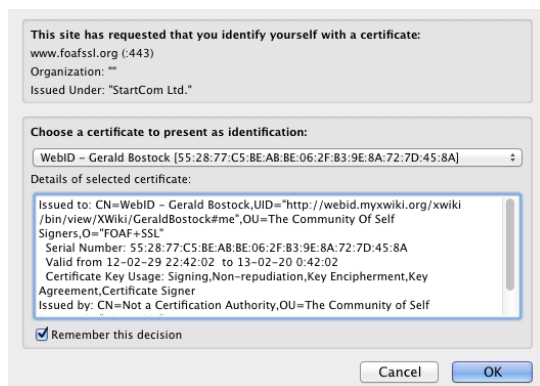 This site has requested that you identify yourself with a certificate:
www.foafssl.org (:443)
Organization: ""
Issued Under: "StartCom Ltd."
Choose a certificate to present as identification:
WebID – Gerald Bostock [55:28:77:C5:BE:AB:BE:06:2F:B3:9E:8A:72:7D:45:8A]
Details of selected certificate:
Issued to: CN=WebID – Gerald Bostock,UID="http://webid.myxwiki.org/xwiki
/bin/view/XWiki/GeraldBostock#me",OU=The Community Of Self
Signers,O="FOAF+SSL"
Serial Number: 55:28:77:C5:BE:AB:BE:06:2F:B3:9E:8A:72:7D:45:8A
Valid from 12-02-29 22:42:02 to 13-02-20 0:42:02
Certificate Key Usage: Signing,Non-repudiation,Key Encipherment,Key
Agreement,Certificate Signer
Issued by: CN=Not a Certification Authority,OU=The Community of Self
Remember this decision
Cancel OK